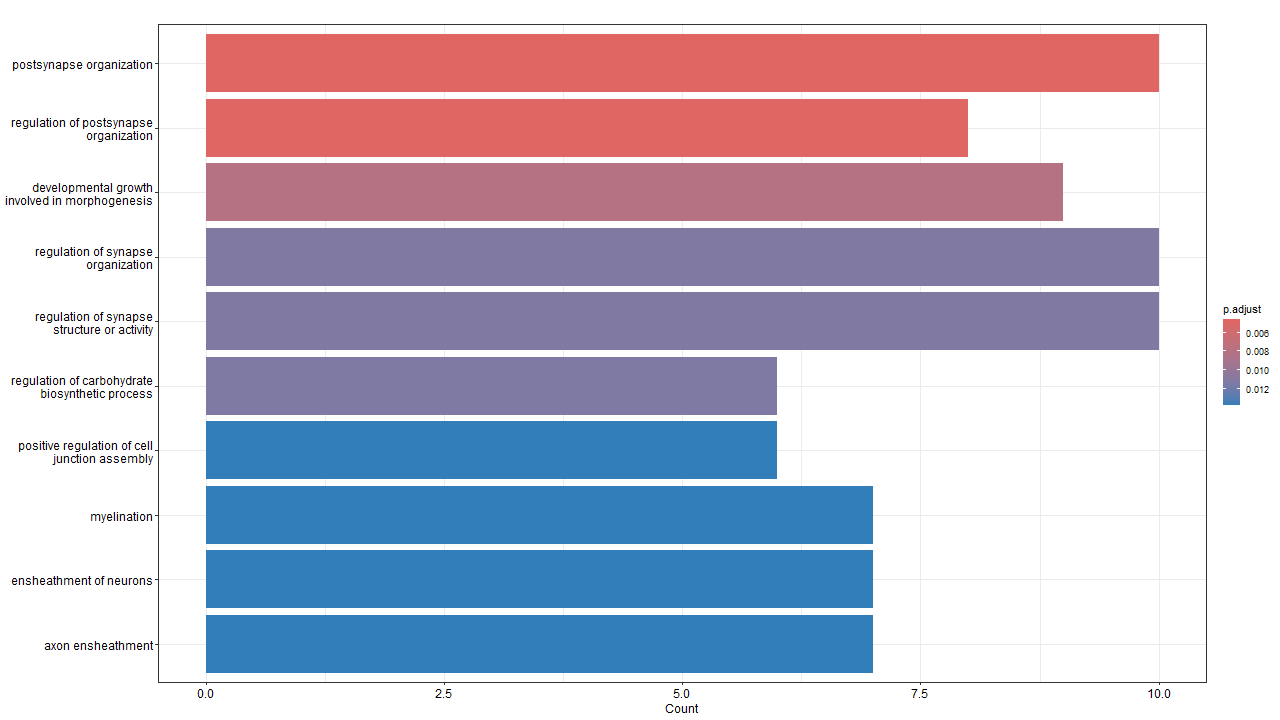 postsynapse organization
regulation of postsynapse
organization
developmental growth
involved in morphogenesis
regulation of synapse
organization
regulation of synapse
structure or activity
regulation of carbohydrate
biosynthetic process
positive regulation of cell
junction assembly
myelination
ensheathment of neurons
axon ensheathment
0.0 2.5 5.0 7.5 10.0
Count
p.adjust
0.006
0.008
0.010
0.012